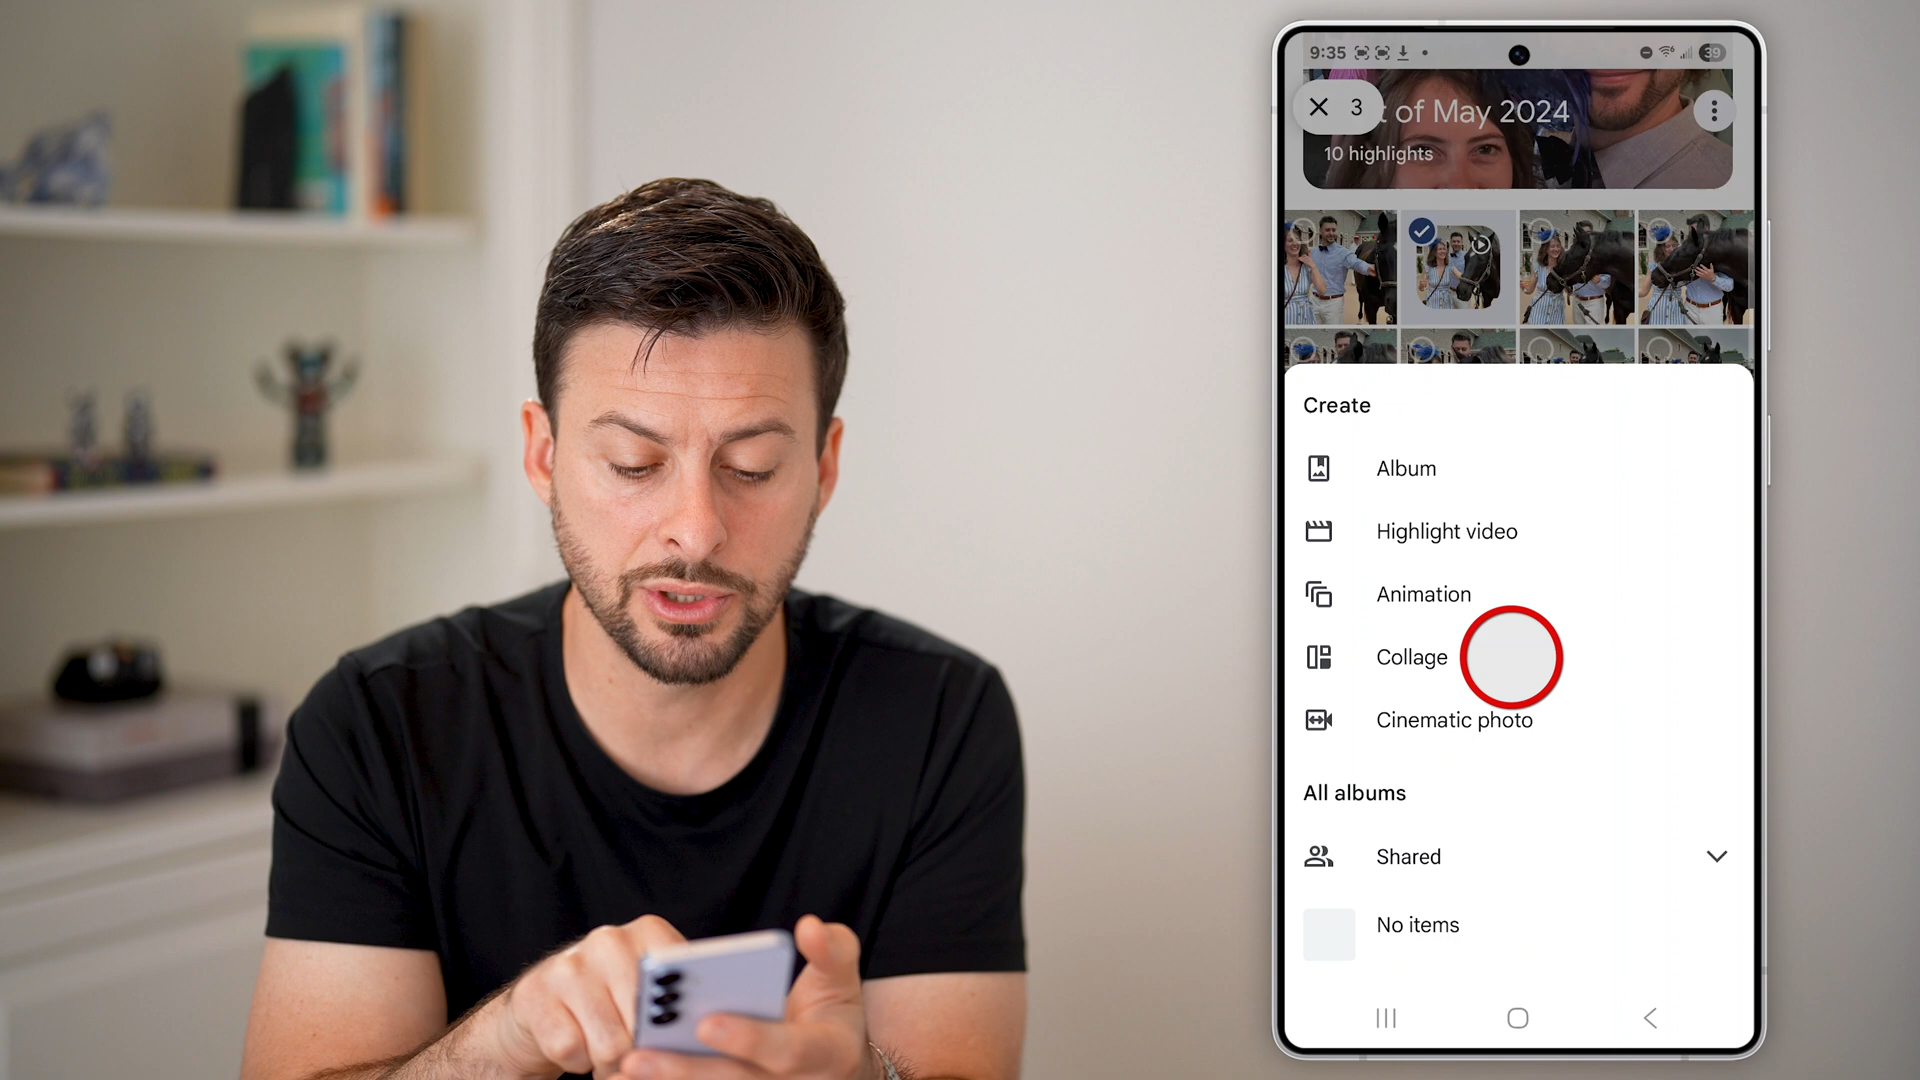 9:35
39
3
t of May 2024
10 highlights
Create
Album
Highlight video
Animation
Collage
Cinematic photo
All albums
Shared
No items